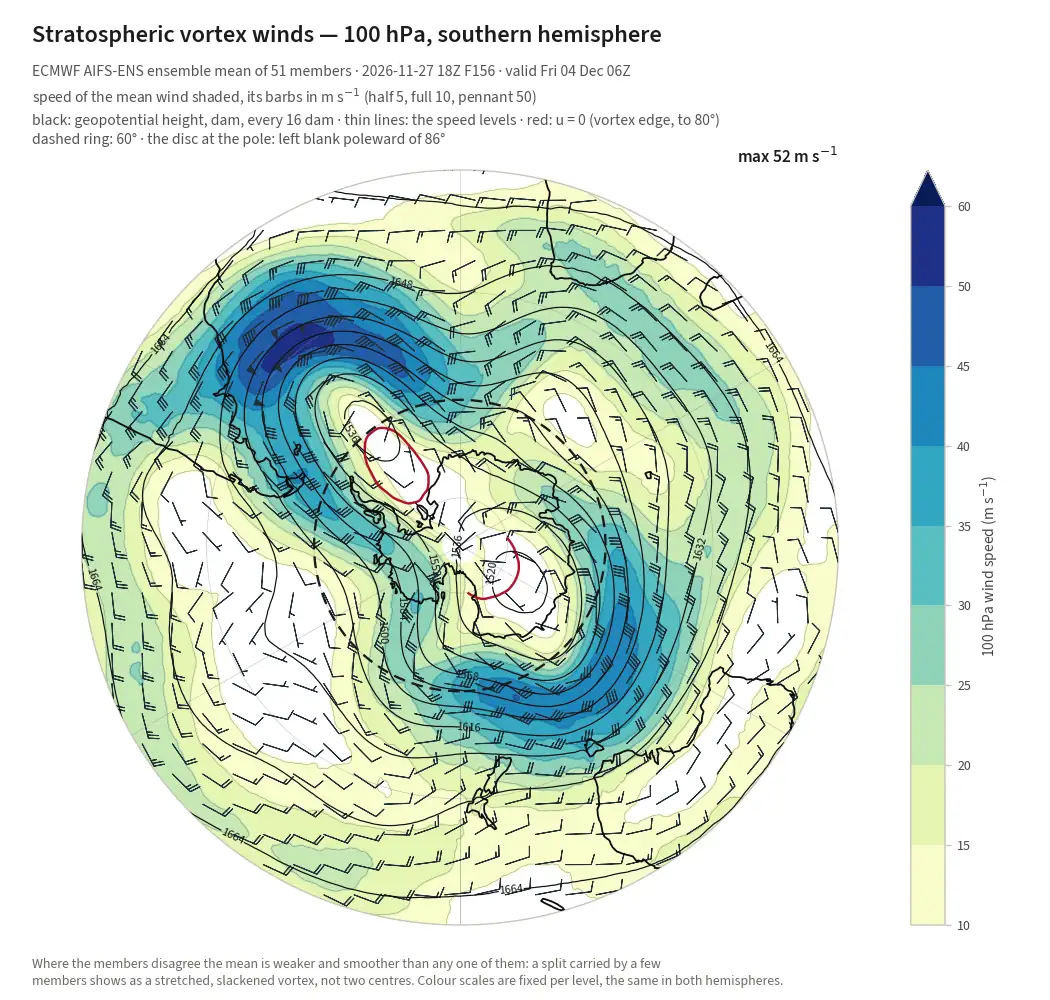 Stratospheric vortex winds — 100 hPa, southern hemisphere
ECMWF AIFS-ENS ensemble mean of 51 members · 2026-11-27 18Z F156 · valid Fri 04 Dec 06Z
speed of the mean wind shaded, its barbs in m s⁻¹ (half 5, full 10, pennant 50)
black: geopotential height, dam, every 16 dam · thin lines: the speed levels · red: u = 0 (vortex edge, to 80°)
dashed ring: 60° · the disc at the pole: left blank poleward of 86°
max 52 m s⁻¹
60
50
45
40
35
30
25
20
15
10
100 hPa wind speed (m s⁻¹)
1648
1664
1664
1536
1632
1536
1520
1664
1600
1568
1616
1664
1664
Where the members disagree the mean is weaker and smoother than any one of them: a split carried by a few
members shows as a stretched, slackened vortex, not two centres. Colour scales are fixed per level, the same in both hemispheres.